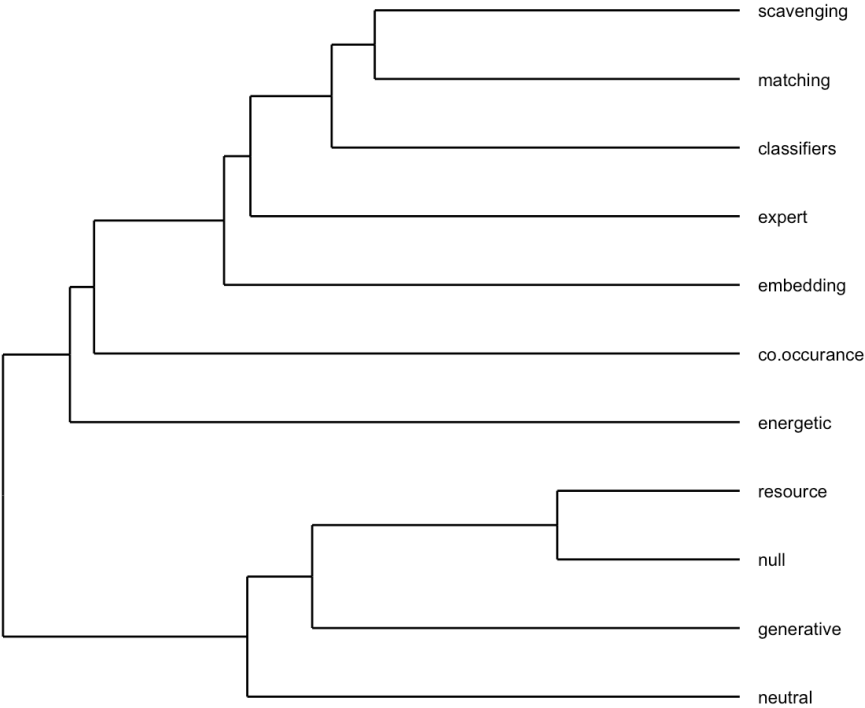 scavenging
matching
classifiers
expert
embedding
co.occurance
energetic
resource
null
generative
neutral